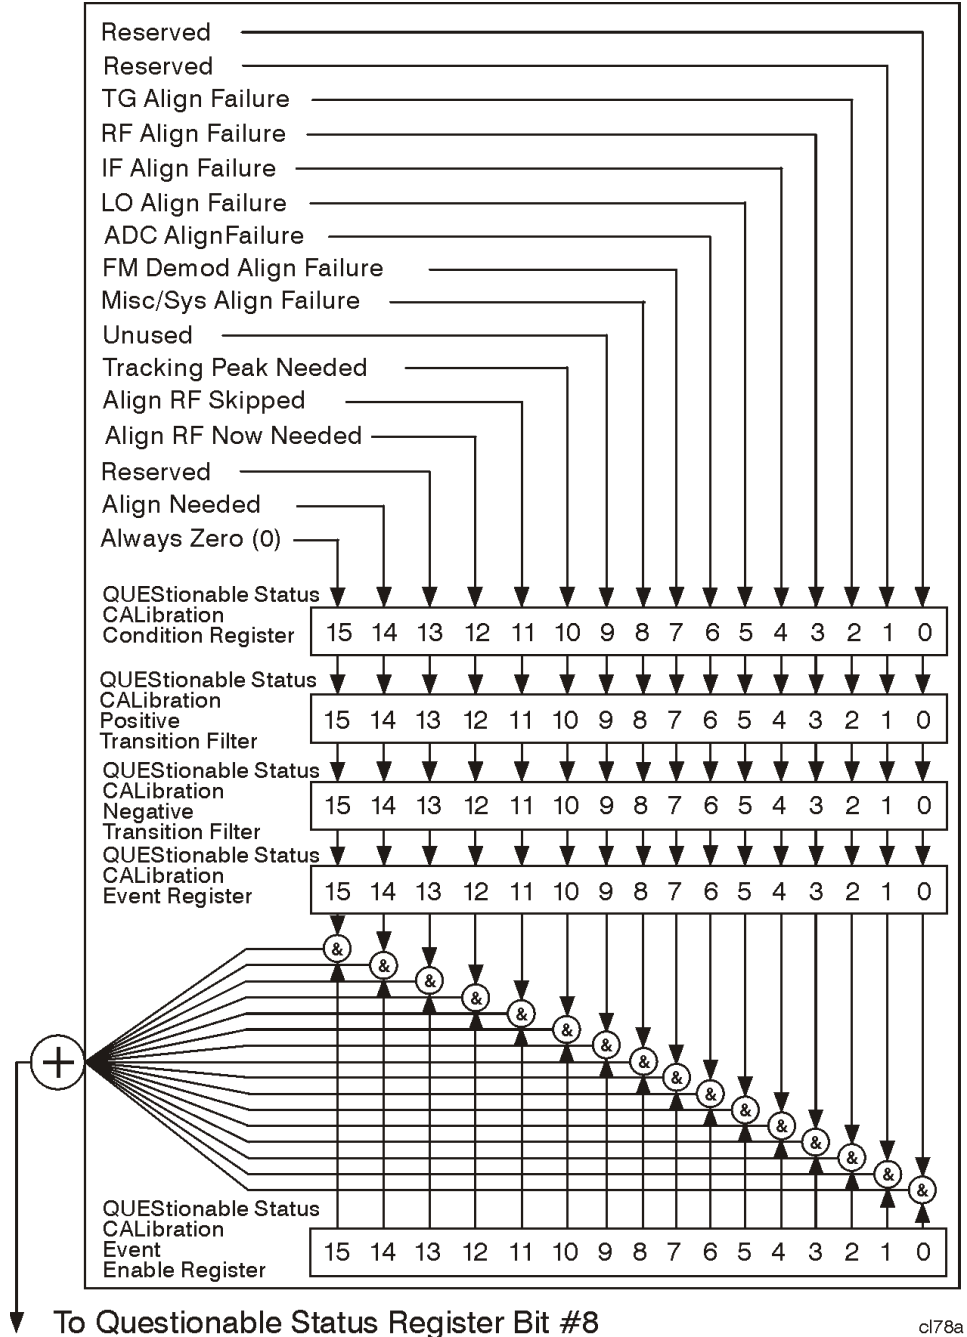 Reserved
Reserved
TG Align Failure
RF Align Failure
IF Align Failure
LO Align Failure
ADC AlignFailure
FM Demod Align Failure
Misc/Sys Align Failure
Unused
Tracking Peak Needed
Align RF Skipped
Align RF Now Needed
Reserved
Align Needed
Always Zero (0)
QUEStionable Status
CALibration
Condition Register
15 14 13 12 11 10 9 8 7 6 5 4 3 2 1 0
QUEStionable Status
CALibration
Positive
Transition Filter
15 14 13 12 11 10 9 8 7 6 5 4 3 2 1 0
QUEStionable Status
CALibration
Negative
Transition Filter
15 14 13 12 11 10 9 8 7 6 5 4 3 2 1 0
QUEStionable Status
CALibration
Event Register
15 14 13 12 11 10 9 8 7 6 5 4 3 2 1 0
& & & & & & & & & & & & & & & &
+
QUEStionable Status
CALibration
Event
Enable Register
15 14 13 12 11 10 9 8 7 6 5 4 3 2 1 0
To Questionable Status Register Bit #8
cl78a